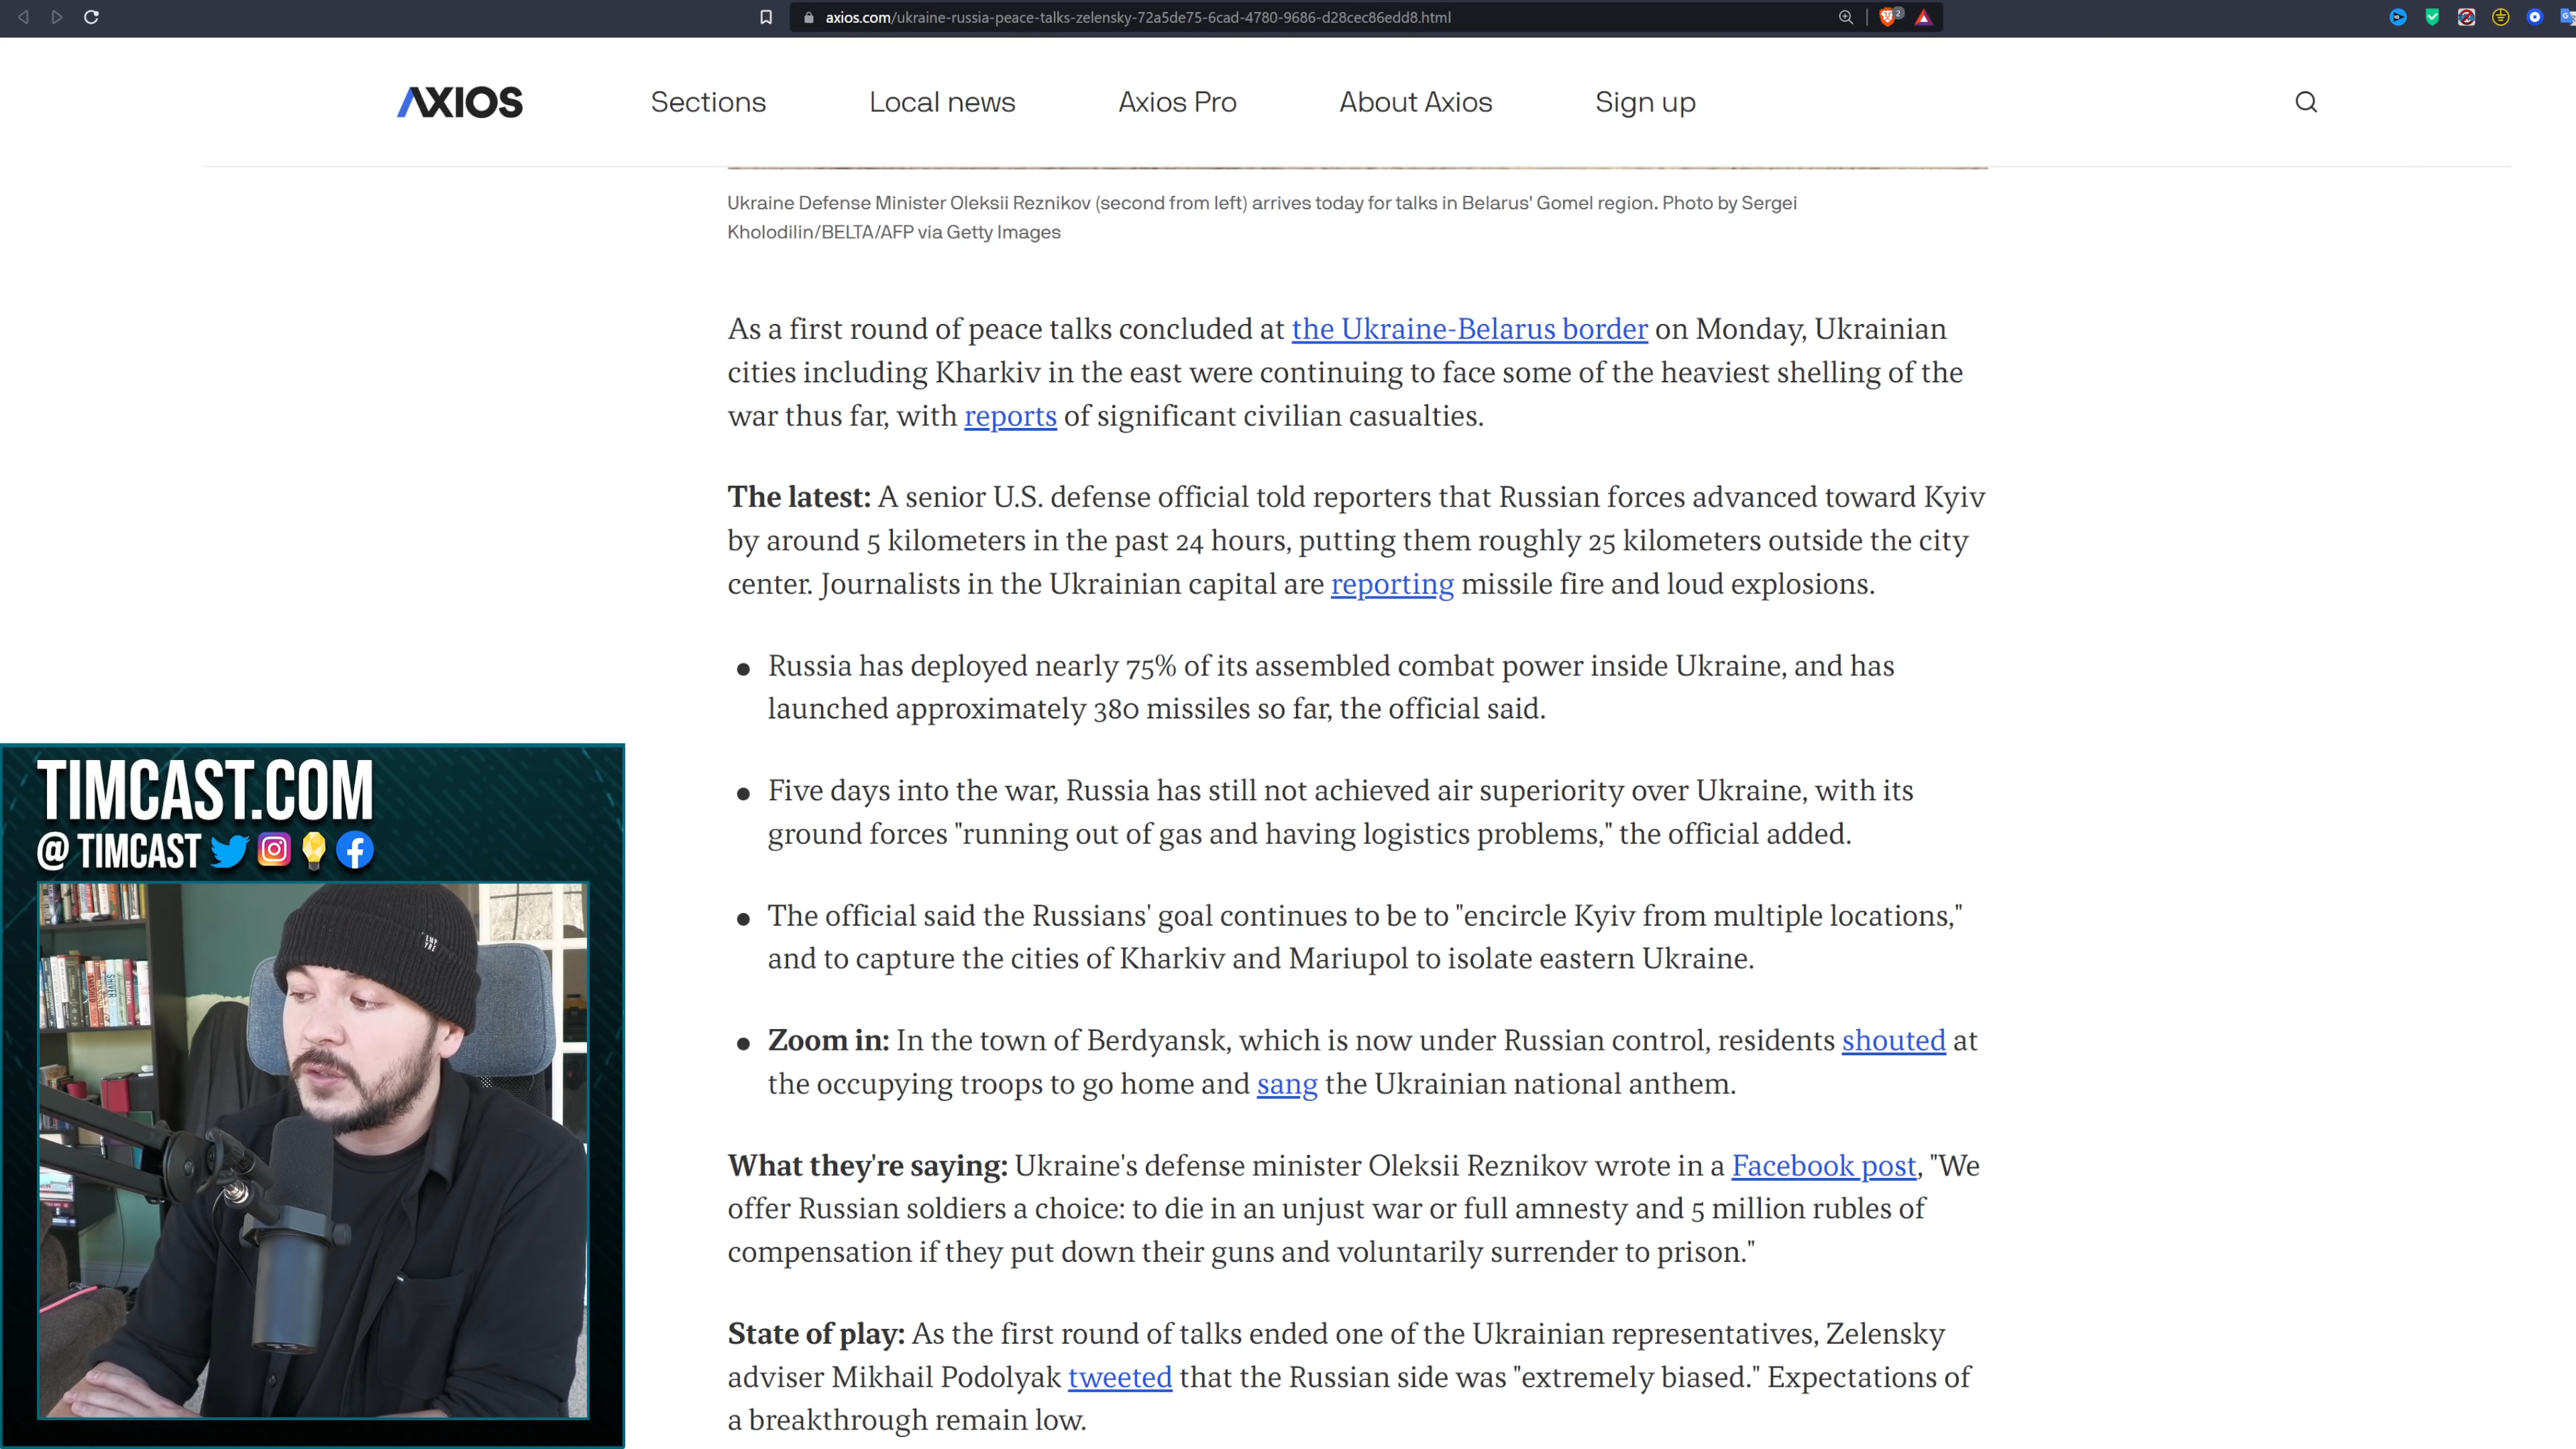 axios.com/ukraine-russia-peace-talks-zelensky-72a5de75-6cad-4780-9686-d28cec86edd8.html
2
AXIOS
Sections
Local news
Axios Pro
About Axios
Sign up
Ukraine Defense Minister Oleksii Reznikov (second from left) arrives today for talks in Belarus' Gomel region. Photo by Sergei
Kholodilin/BELTA/AFP via Getty Images
As a first round of peace talks concluded at the Ukraine-Belarus border on Monday, Ukrainian
cities including Kharkiv in the east were continuing to face some of the heaviest shelling of the
war thus far, with reports of significant civilian casualties.
The latest: A senior U.S. defense official told reporters that Russian forces advanced toward Kyiv
by around 5 kilometers in the past 24 hours, putting them roughly 25 kilometers outside the city
center. Journalists in the Ukrainian capital are reporting missile fire and loud explosions.
● Russia has deployed nearly 75% of its assembled combat power inside Ukraine, and has
launched approximately 380 missiles so far, the official said.
● Five days into the war, Russia has still not achieved air superiority over Ukraine, with its
ground forces "running out of gas and having logistics problems," the official added.
● The official said the Russians' goal continues to be to "encircle Kyiv from multiple locations,"
and to capture the cities of Kharkiv and Mariupol to isolate eastern Ukraine.
● Zoom in: In the town of Berdyansk, which is now under Russian control, residents shouted at
the occupying troops to go home and sang the Ukrainian national anthem.
What they're saying: Ukraine's defense minister Oleksii Reznikov wrote in a Facebook post, "We
offer Russian soldiers a choice: to die in an unjust war or full amnesty and 5 million rubles of
compensation if they put down their guns and voluntarily surrender to prison."
State of play: As the first round of talks ended one of the Ukrainian representatives, Zelensky
adviser Mikhail Podolyak tweeted that the Russian side was "extremely biased." Expectations of
a breakthrough remain low.
TIMCAST.COM
@ TIMCAST